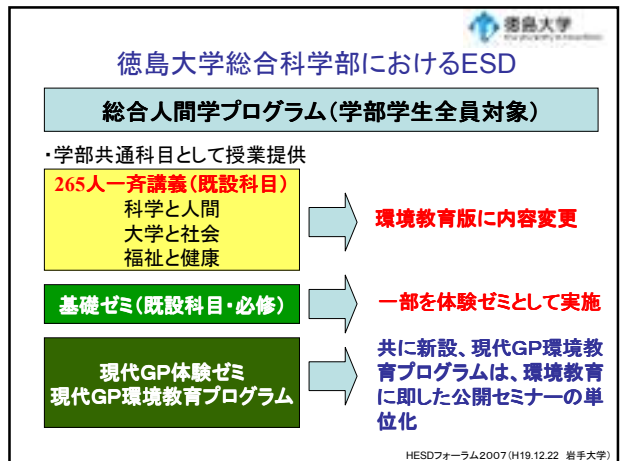 徳島大学
徳島大学総合科学部におけるESD
総合人間学プログラム(学部学生全員対象)
・学部共通科目として授業提供
265人一斉講義(既設科目)
科学と人間
大学と社会
福祉と健康
環境教育版に内容変更
基礎ゼミ(既設科目・必修)
一部を体験ゼミとして実施
現代GP体験ゼミ
現代GP環境教育プログラム
共に新設、現代GP環境教
育プログラムは、環境教育
に即した公開セミナーの単
位化
HESDフォーラム2007(H19.12.22 岩手大学)